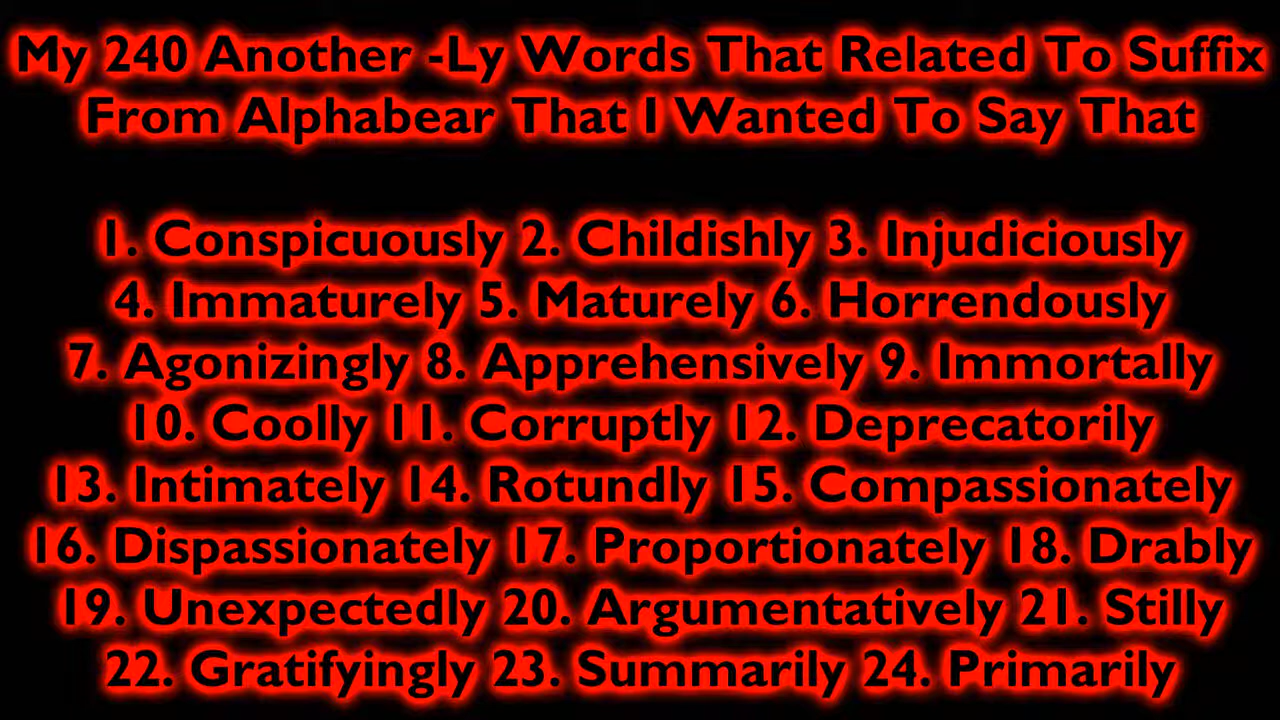 My 240 Another -Ly Words That Related To Suffix
From Alphabear That I Wanted To Say That
1. Conspicuously 2. Childishly 3. Injudiciously
4. Immaturely 5. Maturely 6. Horrendously
7. Agonizingly 8. Apprehensively 9. Immortally
10. Coolly 11. Corruptly 12. Deprecatorily
13. Intimately 14. Rotundly 15. Compassionately
16. Dispassionately 17. Proportionately 18. Drably
19. Unexpectedly 20. Argumentatively 21. Stilly
22. Gratifyingly 23. Summarily 24. Primarily